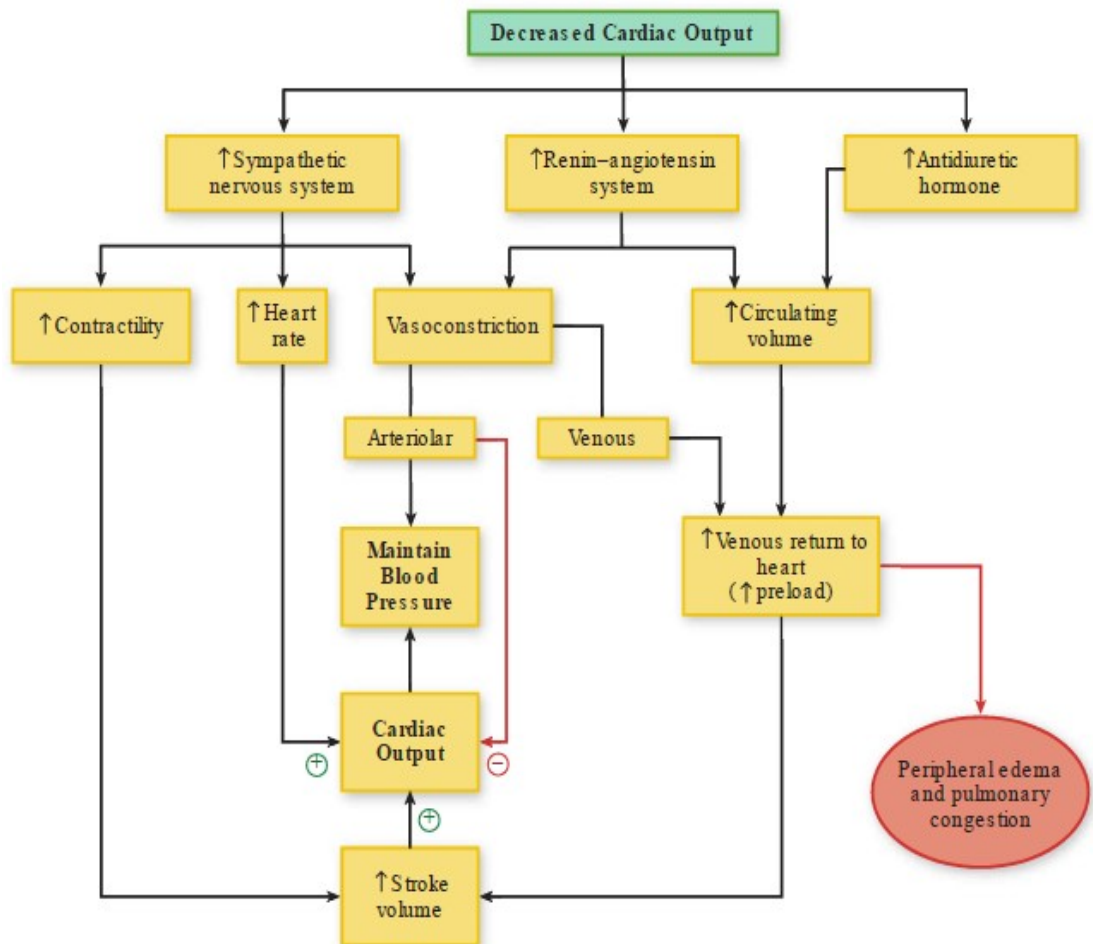 Decreased Cardiac Output
↑Sympathetic
nervous system
↑Renin–angiotensin
system
↑Antidiuretic
hormone
↑Contractility
↑Heart
rate
Vasoconstriction
↑Circulating
volume
Arteriolar
Venous
Maintain
Blood
Pressure
↑Venous return to
heart
(↑preload)
Cardiac
Output
+
−
Peripheral edema
and pulmonary
congestion
+
↑Stroke
volume